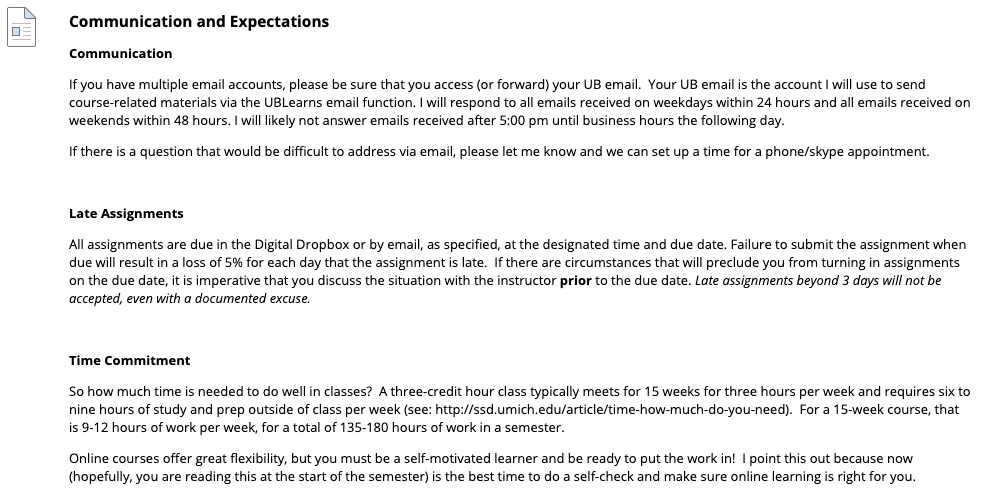 Communication and Expectations
Communication
If you have multiple email accounts, please be sure that you access (or forward) your UB email.  Your UB email is the account I will use to send
course-related materials via the UBLearns email function. I will respond to all emails received on weekdays within 24 hours and all emails received on
weekends within 48 hours. I will likely not answer emails received after 5:00 pm until business hours the following day.
If there is a question that would be difficult to address via email, please let me know and we can set up a time for a phone/skype appointment.
Late Assignments
All assignments are due in the Digital Dropbox or by email, as specified, at the designated time and due date. Failure to submit the assignment when
due will result in a loss of 5% for each day that the assignment is late.  If there are circumstances that will preclude you from turning in assignments
on the due date, it is imperative that you discuss the situation with the instructor prior to the due date. Late assignments beyond 3 days will not be
accepted, even with a documented excuse.
Time Commitment
So how much time is needed to do well in classes?  A three-credit hour class typically meets for 15 weeks for three hours per week and requires six to
nine hours of study and prep outside of class per week (see: http://ssd.umich.edu/article/time-how-much-do-you-need).  For a 15-week course, that
is 9-12 hours of work per week, for a total of 135-180 hours of work in a semester.
Online courses offer great flexibility, but you must be a self-motivated learner and be ready to put the work in!  I point this out because now
(hopefully, you are reading this at the start of the semester) is the best time to do a self-check and make sure online learning is right for you.